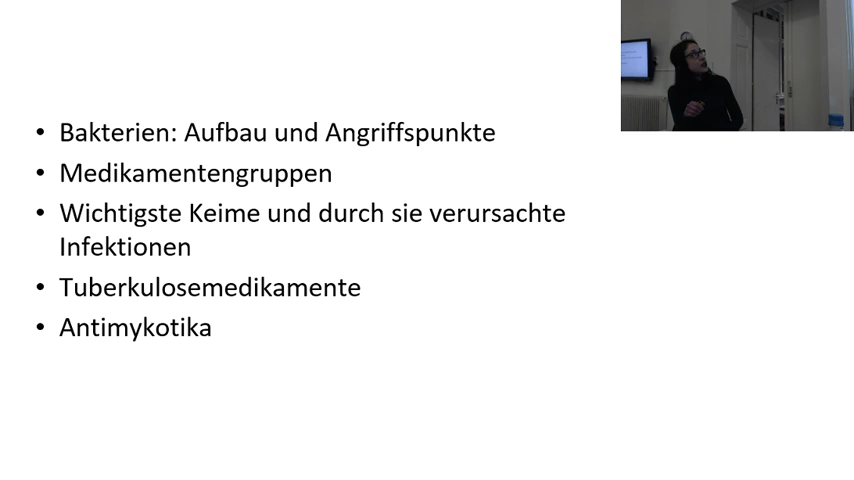 • Bakterien: Aufbau und Angriffspunkte
• Medikamentengruppen
• Wichtigste Keime und durch sie verursachte
Infektionen
• Tuberkulosemedikamente
• Antimykotika